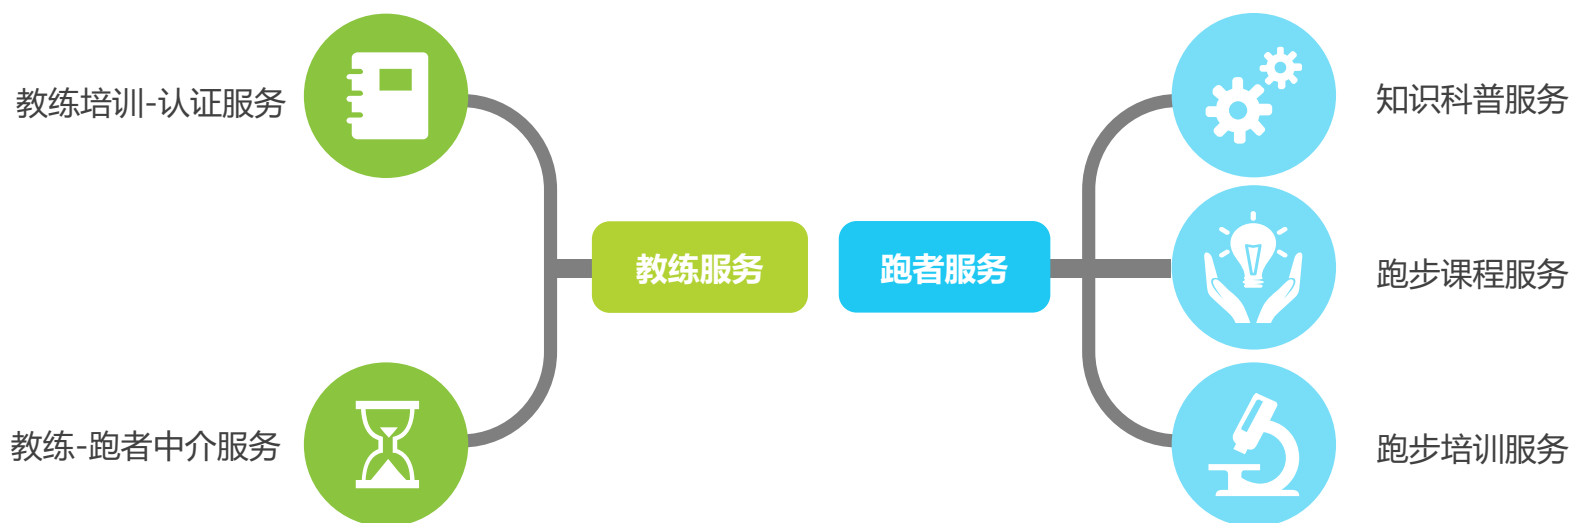 教练培训-认证服务
知识科普服务
教练服务
跑者服务
跑步课程服务
教练-跑者中介服务
跑步培训服务